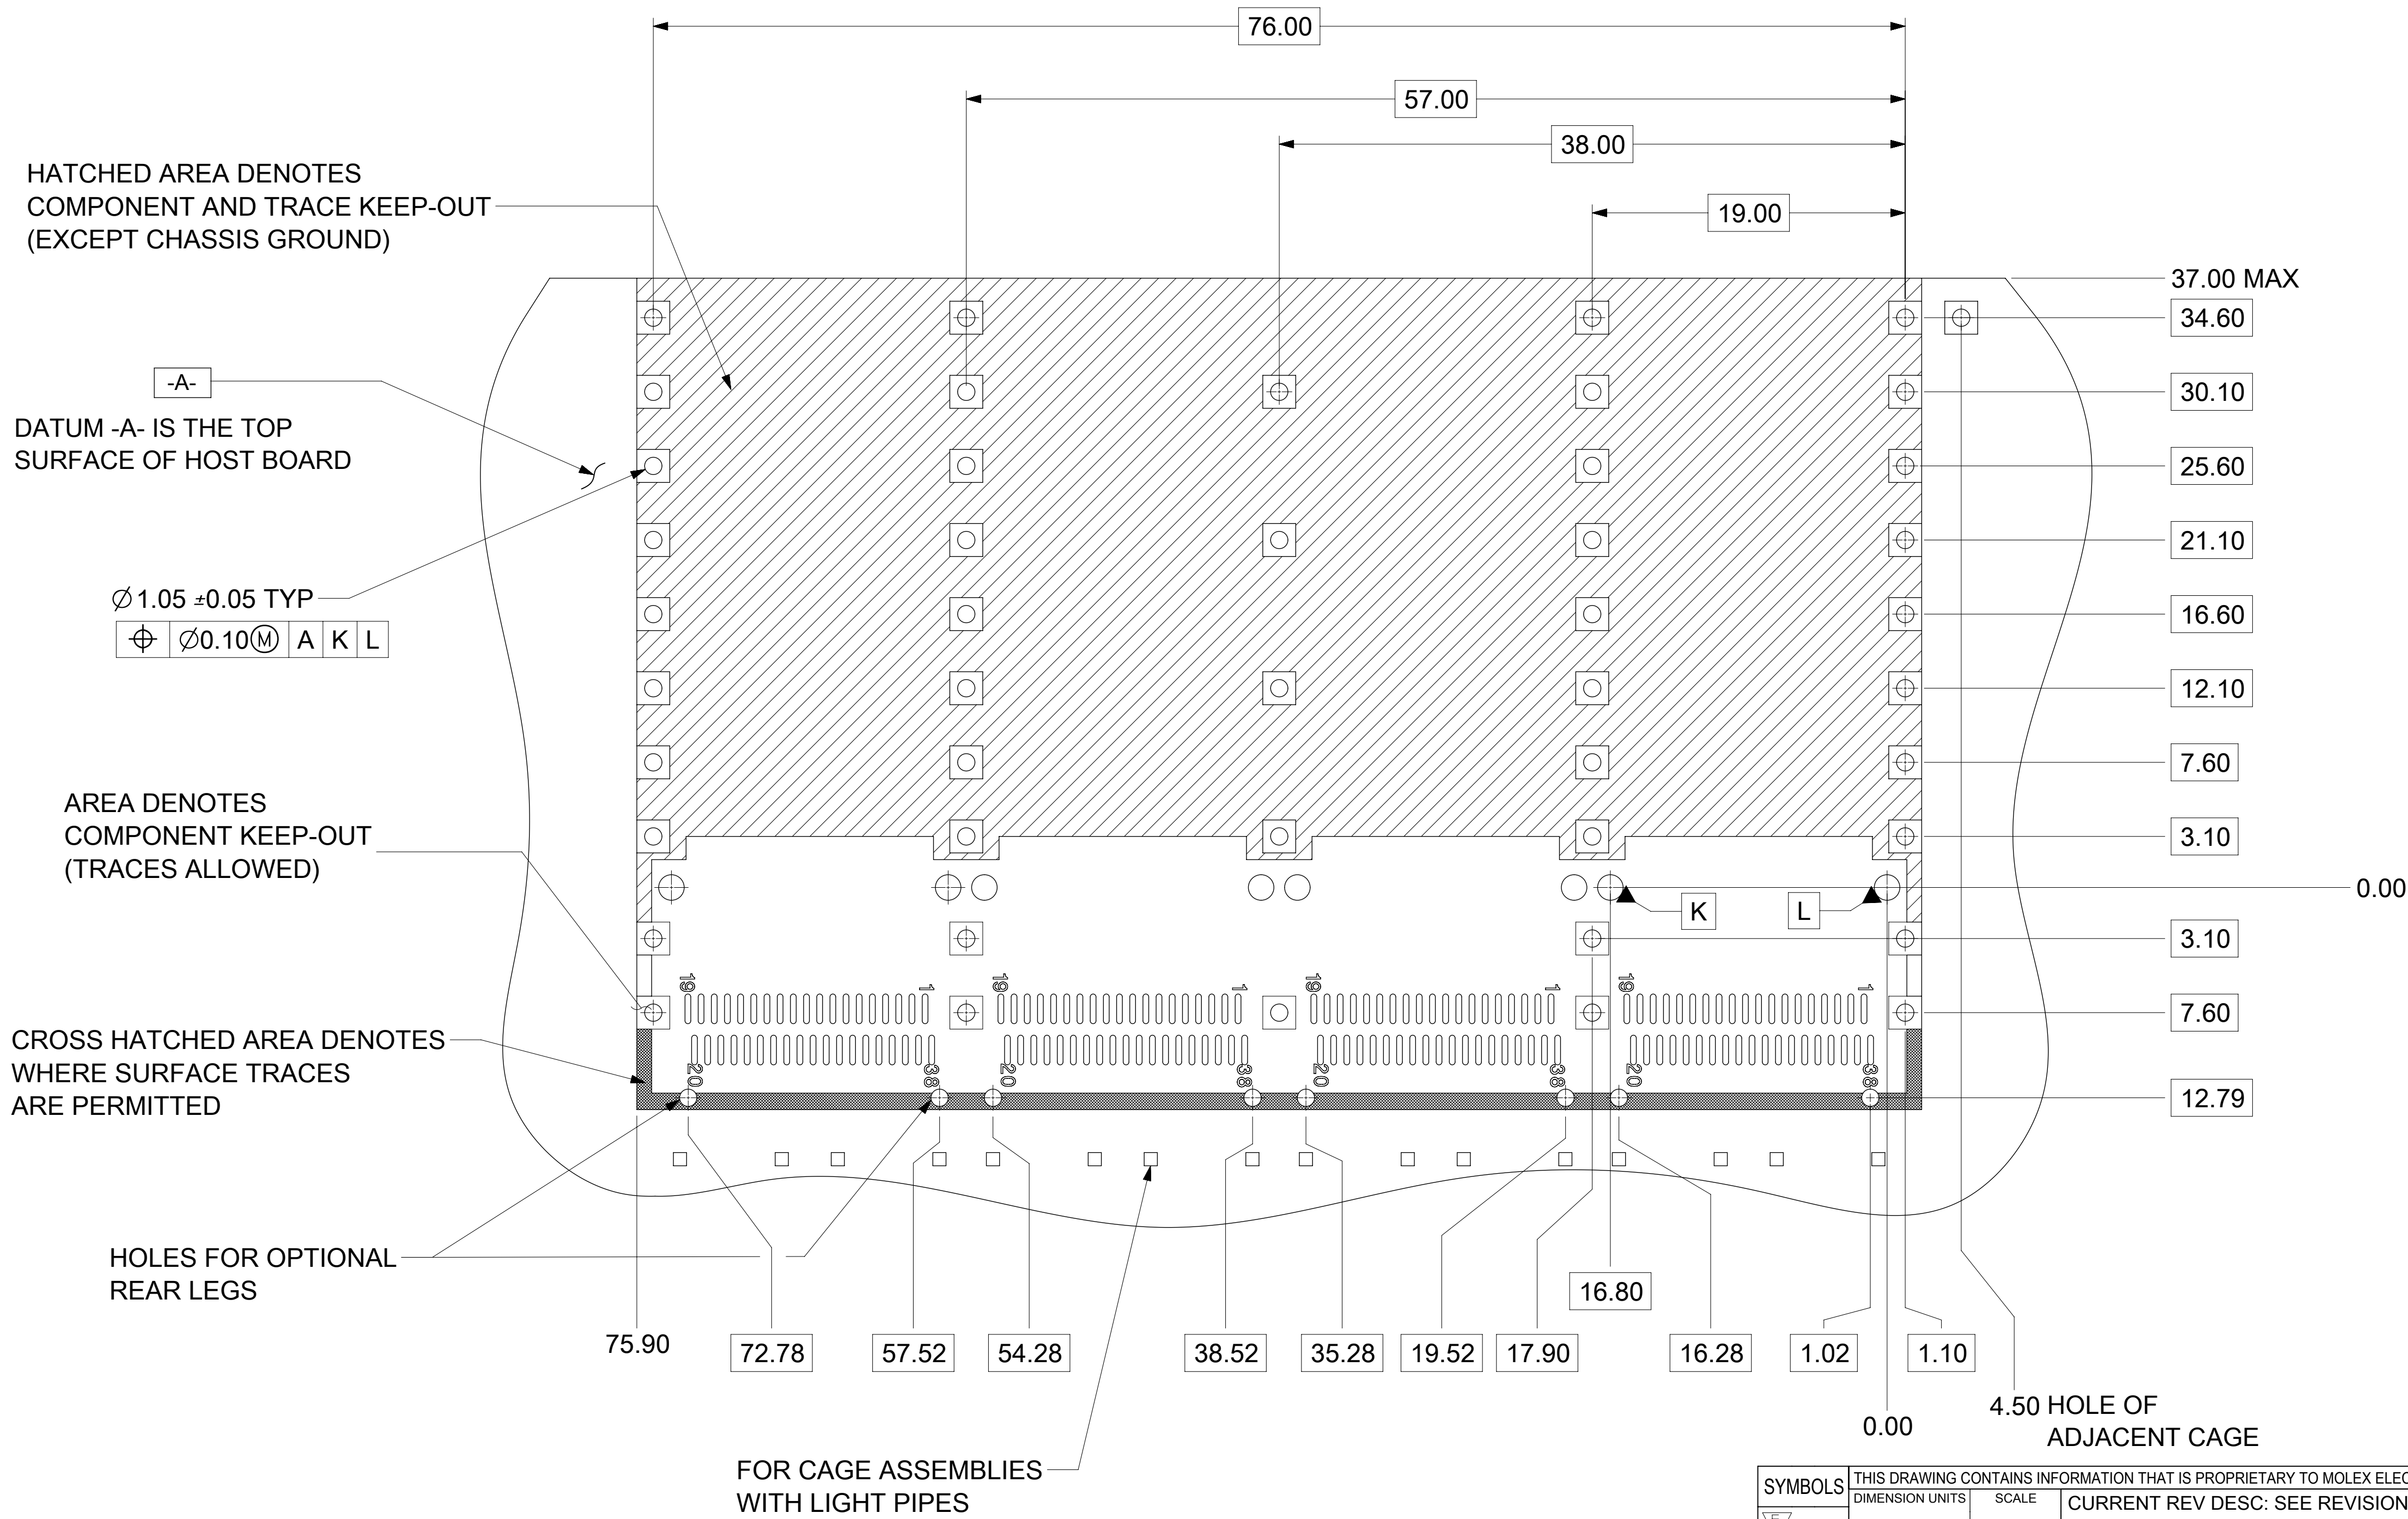 76.00
57.00
38.00
19.00
HATCHED AREA DENOTES
COMPONENT AND TRACE KEEP-OUT
(EXCEPT CHASSIS GROUND)
37.00 MAX
34.60
-A-
30.10
DATUM -A- IS THE TOP
SURFACE OF HOST BOARD
25.60
21.10
⌀1.05 ±0.05 TYP
⌖ ⌀0.10Ⓜ A K L
16.60
12.10
7.60
AREA DENOTES
COMPONENT KEEP-OUT
(TRACES ALLOWED)
3.10
K L
0.00
3.10
19 1 19 1 19 1 19 1
7.60
CROSS HATCHED AREA DENOTES
WHERE SURFACE TRACES
ARE PERMITTED
20 38 20 38 20 38 20 38
12.79
HOLES FOR OPTIONAL
REAR LEGS
16.80
75.90 72.78 57.52 54.28 38.52 35.28 19.52 17.90 16.28 1.02 1.10
0.00
4.50 HOLE OF
ADJACENT CAGE
FOR CAGE ASSEMBLIES
WITH LIGHT PIPES
SYMBOLS
THIS DRAWING CONTAINS INFORMATION THAT IS PROPRIETARY TO MOLEX ELEC
DIMENSION UNITS SCALE CURRENT REV DESC: SEE REVISION